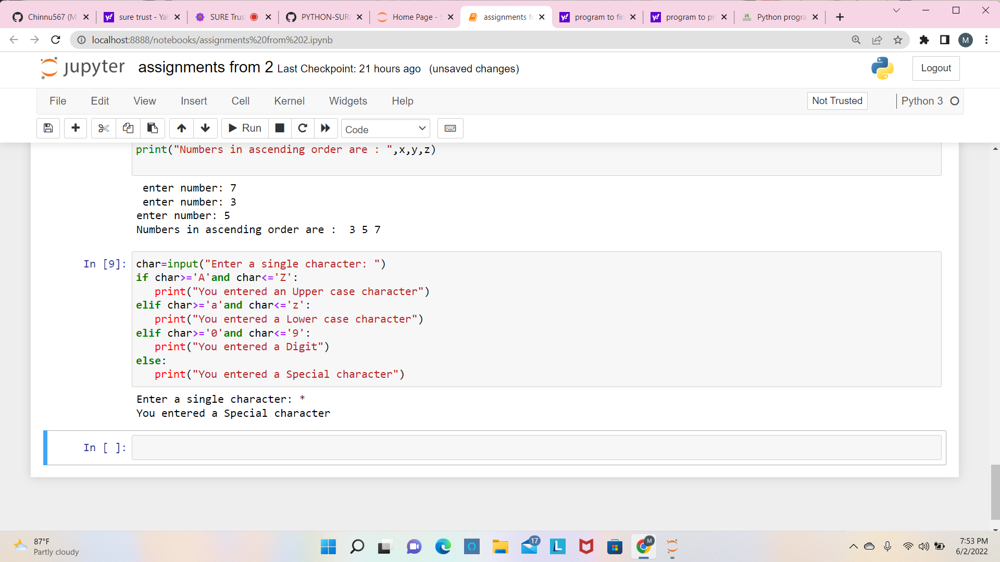 Chinnu567 (M
sure trust - Ya
SURE Trus
PYTHON-SURE
Home Page - S
assignments fr
program to fin
program to pr
Python progra
localhost:8888/notebooks/assignments%20from%202.ipynb
M
jupyter
assignments from 2 Last Checkpoint: 21 hours ago (unsaved changes)
Logout
File Edit View Insert Cell Kernel Widgets Help
Not Trusted
Python 3
Run
Code
print("Numbers in ascending order are : ",x,y,z)
enter number: 7
enter number: 3
enter number: 5
Numbers in ascending order are :  3 5 7
In [9]:
char=input("Enter a single character: ")
if char>='A'and char<='Z':
   print("You entered an Upper case character")
elif char>='a'and char<='z':
   print("You entered a Lower case character")
elif char>='0'and char<='9':
   print("You entered a Digit")
else:
   print("You entered a Special character")
Enter a single character: *
You entered a Special character
In [ ]:
87°F
Partly cloudy
17
L
M
7:53 PM
6/2/2022